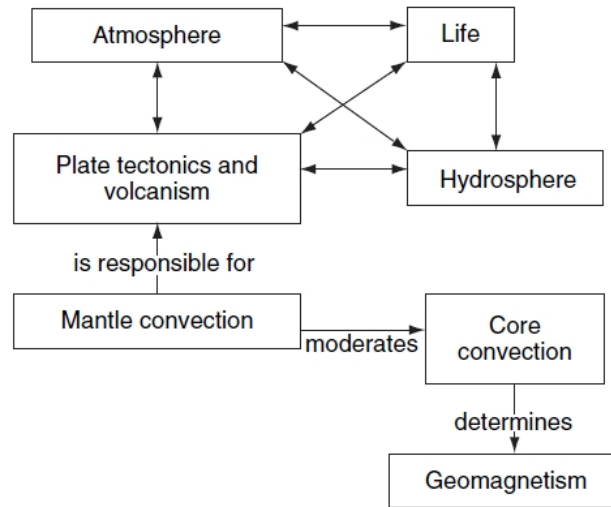 Atmosphere
Life
Plate tectonics and
volcanism
Hydrosphere
is responsible for
Mantle convection
moderates
Core
convection
determines
Geomagnetism